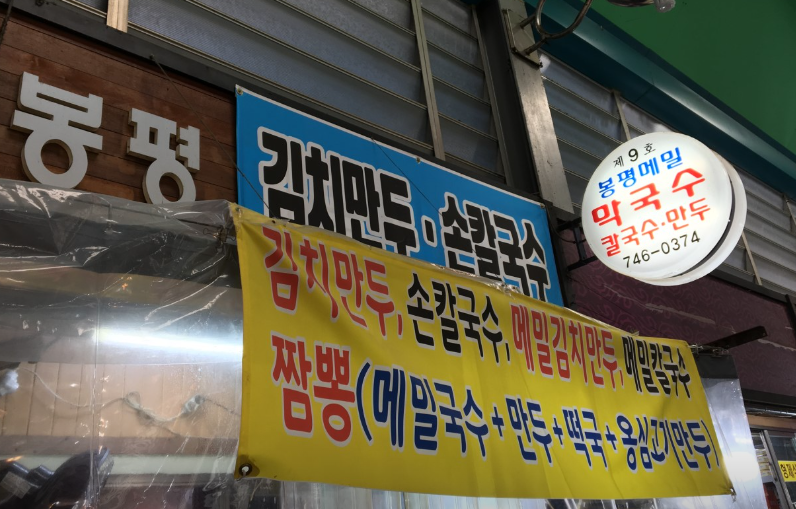 봉평
김치만두·손칼국수
제9호
봉평메밀
막국수
칼국수·만두
746-0374
김치만두, 손칼국수, 메밀김치만두, 메밀칼국수
짬뽕(메밀국수+만두+떡국+옹심고기만두)